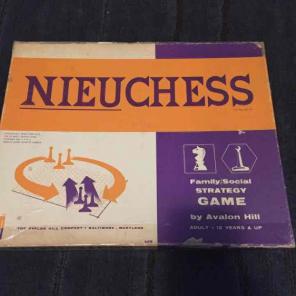 NIEUCHESS
Family/Social
STRATEGY
GAME
by Avalon Hill
ADULT • 12 YEARS & UP
THE AVALON HILL COMPANY • BALTIMORE, MARYLAND